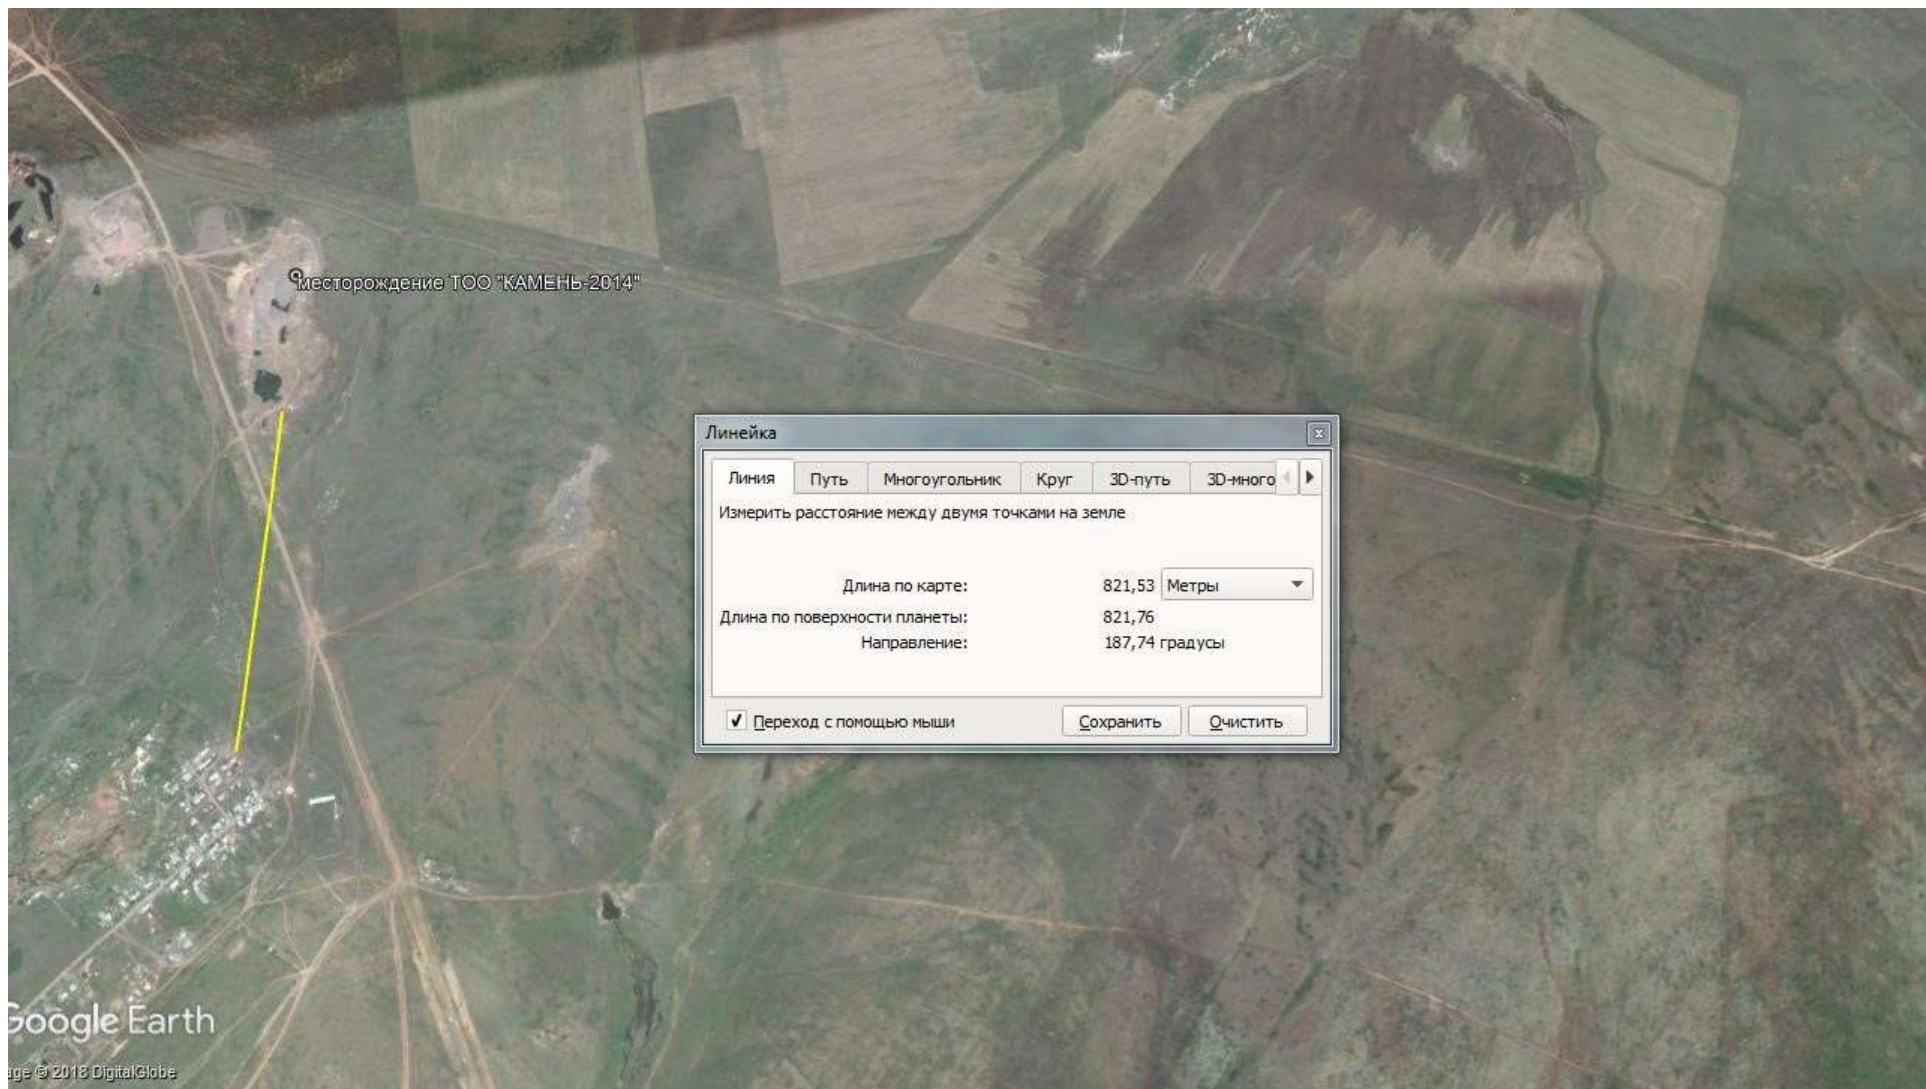 месторождение ТОО "КАМЕНЬ-2014"
Линейка
Линия Путь Многоугольник Круг 3D-путь 3D-много
Измерить расстояние между двумя точками на земле
Длина по карте: 821,53 Метры
Длина по поверхности планеты: 821,76
Направление: 187,74 градусы
Переход с помощью мыши Сохранить Очистить
Google Earth
age © 2018 DigitalGlobe